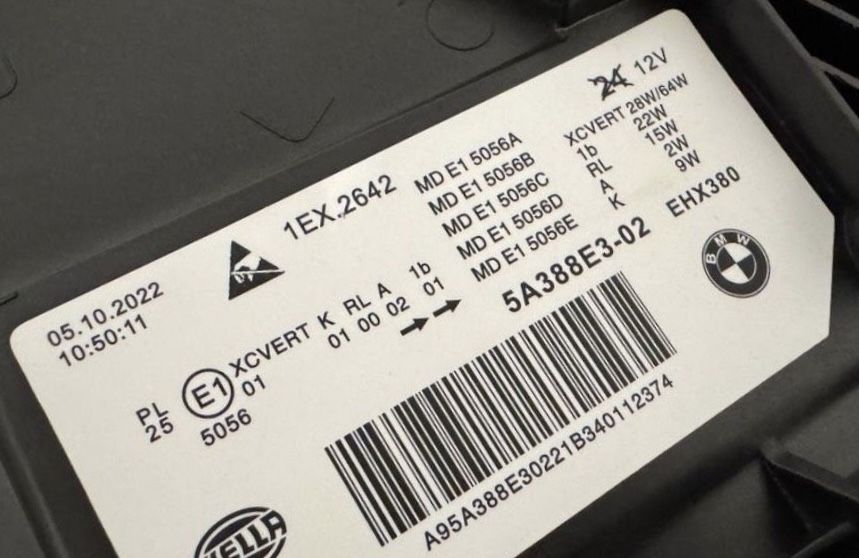 24 12V
XCVERT 28W/64W
1b 22W
RL 15W
A 2W
K 9W
MD E1 5056A
MD E1 5056B
MD E1 5056C
MD E1 5056D
MD E1 5056E
1EX.2642
05.10.2022
10:50:11
XCVERT K RL A 1b
01 01 00 02 01
E1
PL
25
5056
5A388E3-02
EHX380
BMW
A95A388E30221B340112374
HELLA